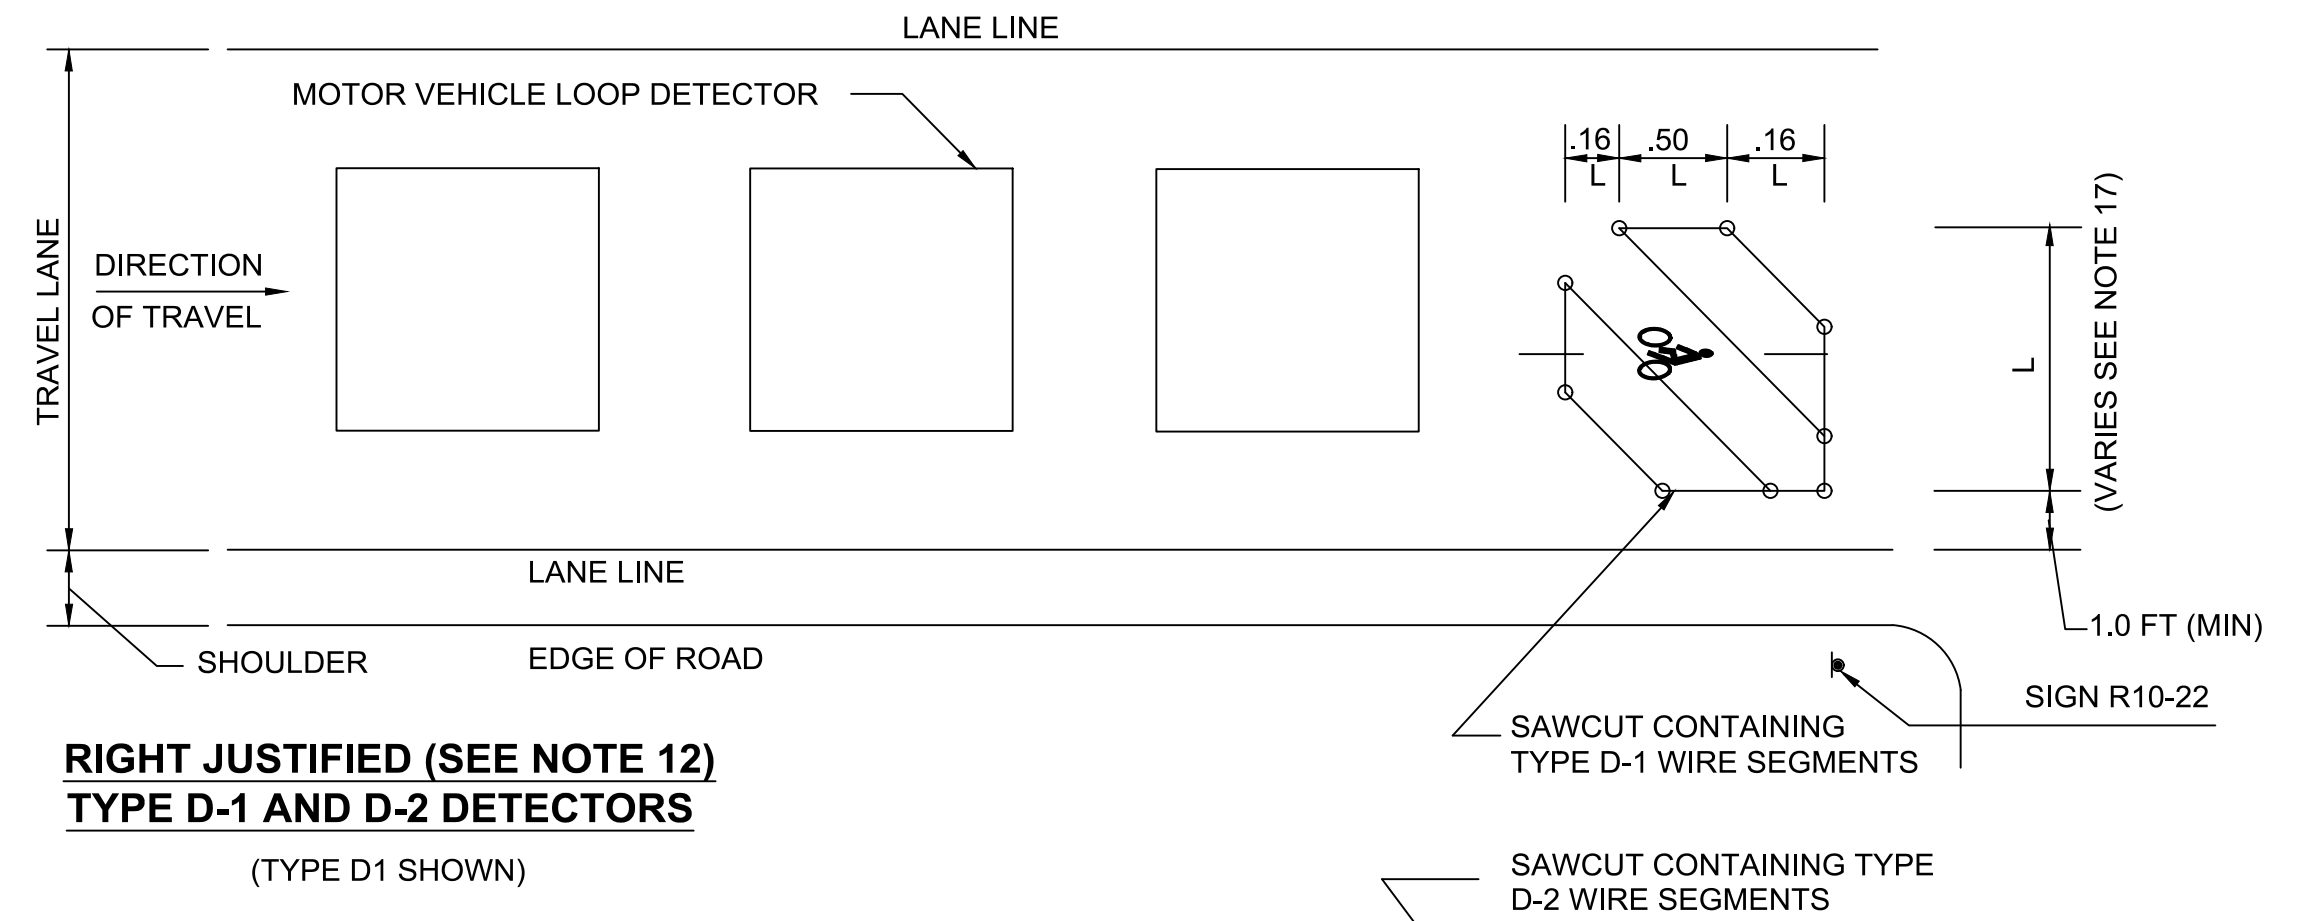 LANE LINE
MOTOR VEHICLE LOOP DETECTOR
.16 .50 .16
L L L
TRAVEL LANE
DIRECTION
OF TRAVEL
L
(VARIES SEE NOTE 17)
LANE LINE
1.0 FT (MIN)
SHOULDER
EDGE OF ROAD
SIGN R10-22
SAWCUT CONTAINING
TYPE D-1 WIRE SEGMENTS
RIGHT JUSTIFIED (SEE NOTE 12)
TYPE D-1 AND D-2 DETECTORS
(TYPE D1 SHOWN)
SAWCUT CONTAINING TYPE
D-2 WIRE SEGMENTS